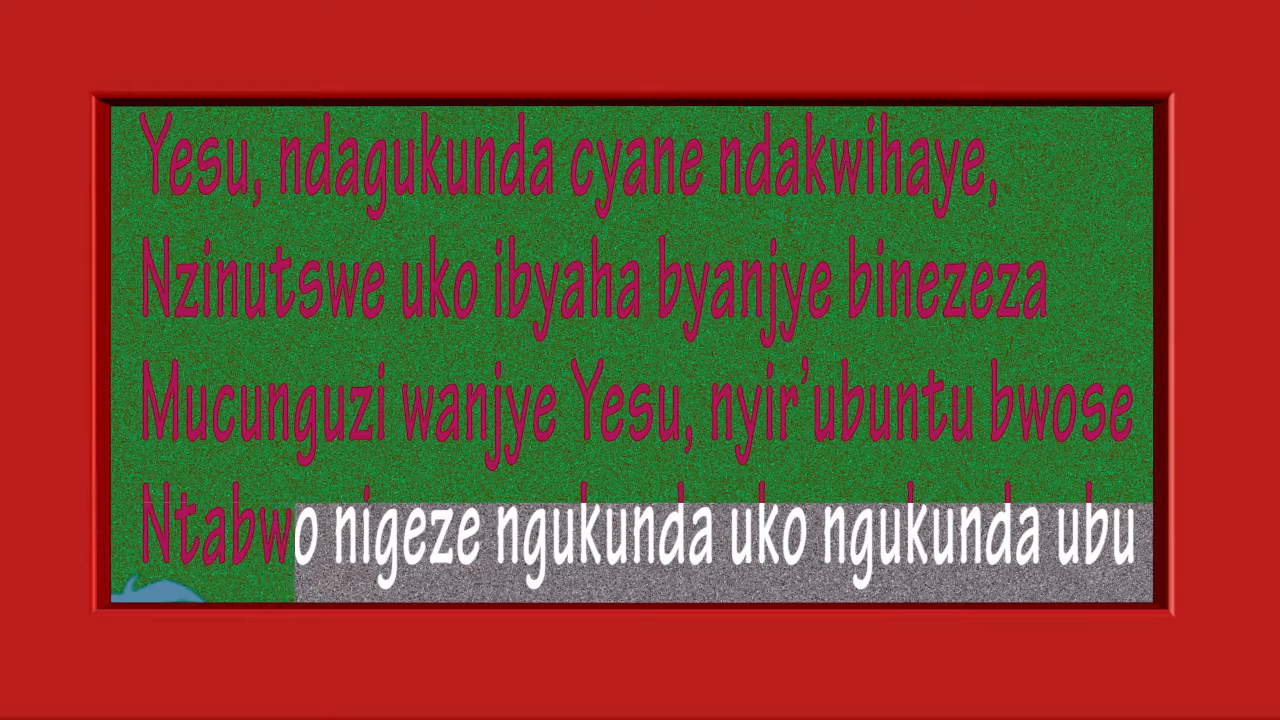 Yesu, ndagukunda cyane ndakwihaye,
Nzinutswe uko ibyaha byanjye binezeza
Mucunguzi wanjye Yesu, nyir’ubuntu bwose
Ntabwo nigeze ngukunda uko ngukunda ubu